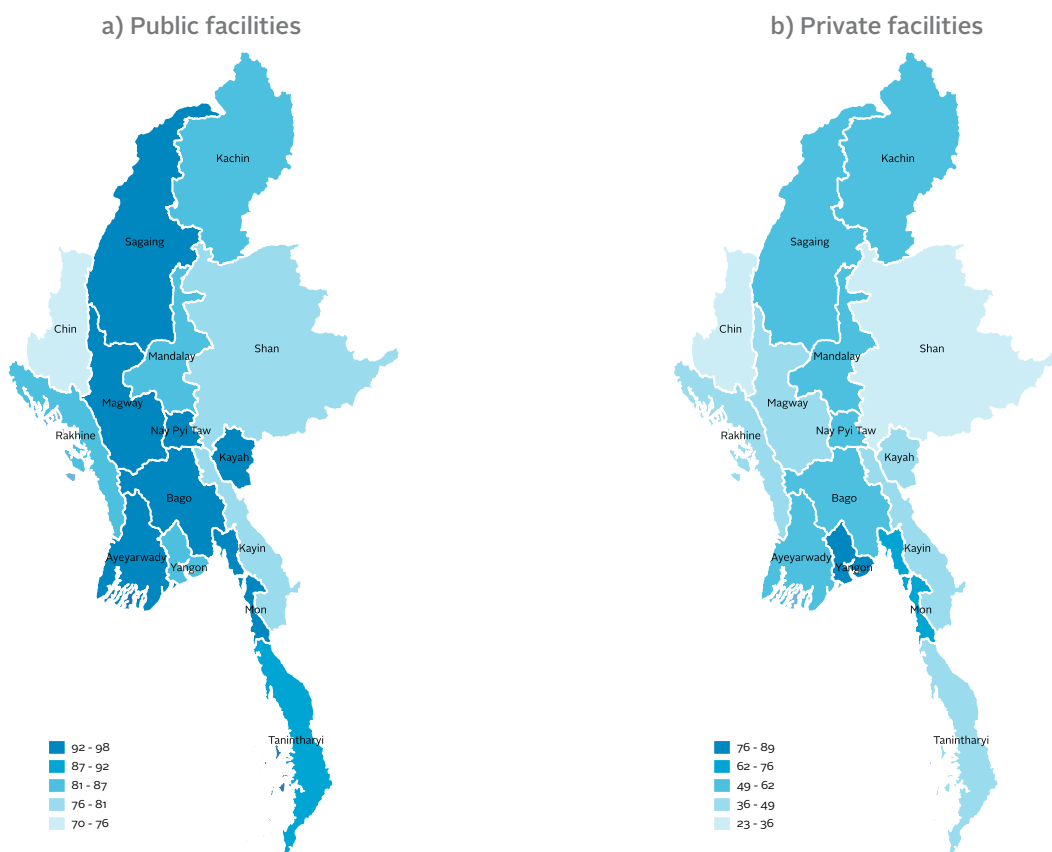 a) Public facilities
Kachin
Sagaing
Chin
Mandalay
Shan
Magway
Rakhine
Nay Pyi Taw
Kayah
Bago
Ayeyarwady
Kayin
Yangon
Mon
Tanintharyi
92 - 98
87 - 92
81 - 87
76 - 81
70 - 76
b) Private facilities
Kachin
Sagaing
Chin
Mandalay
Shan
Magway
Rakhine
Nay Pyi Taw
Kayah
Bago
Ayeyarwady
Kayin
Yangon
Mon
Tanintharyi
76 - 89
62 - 76
49 - 62
36 - 49
23 - 36